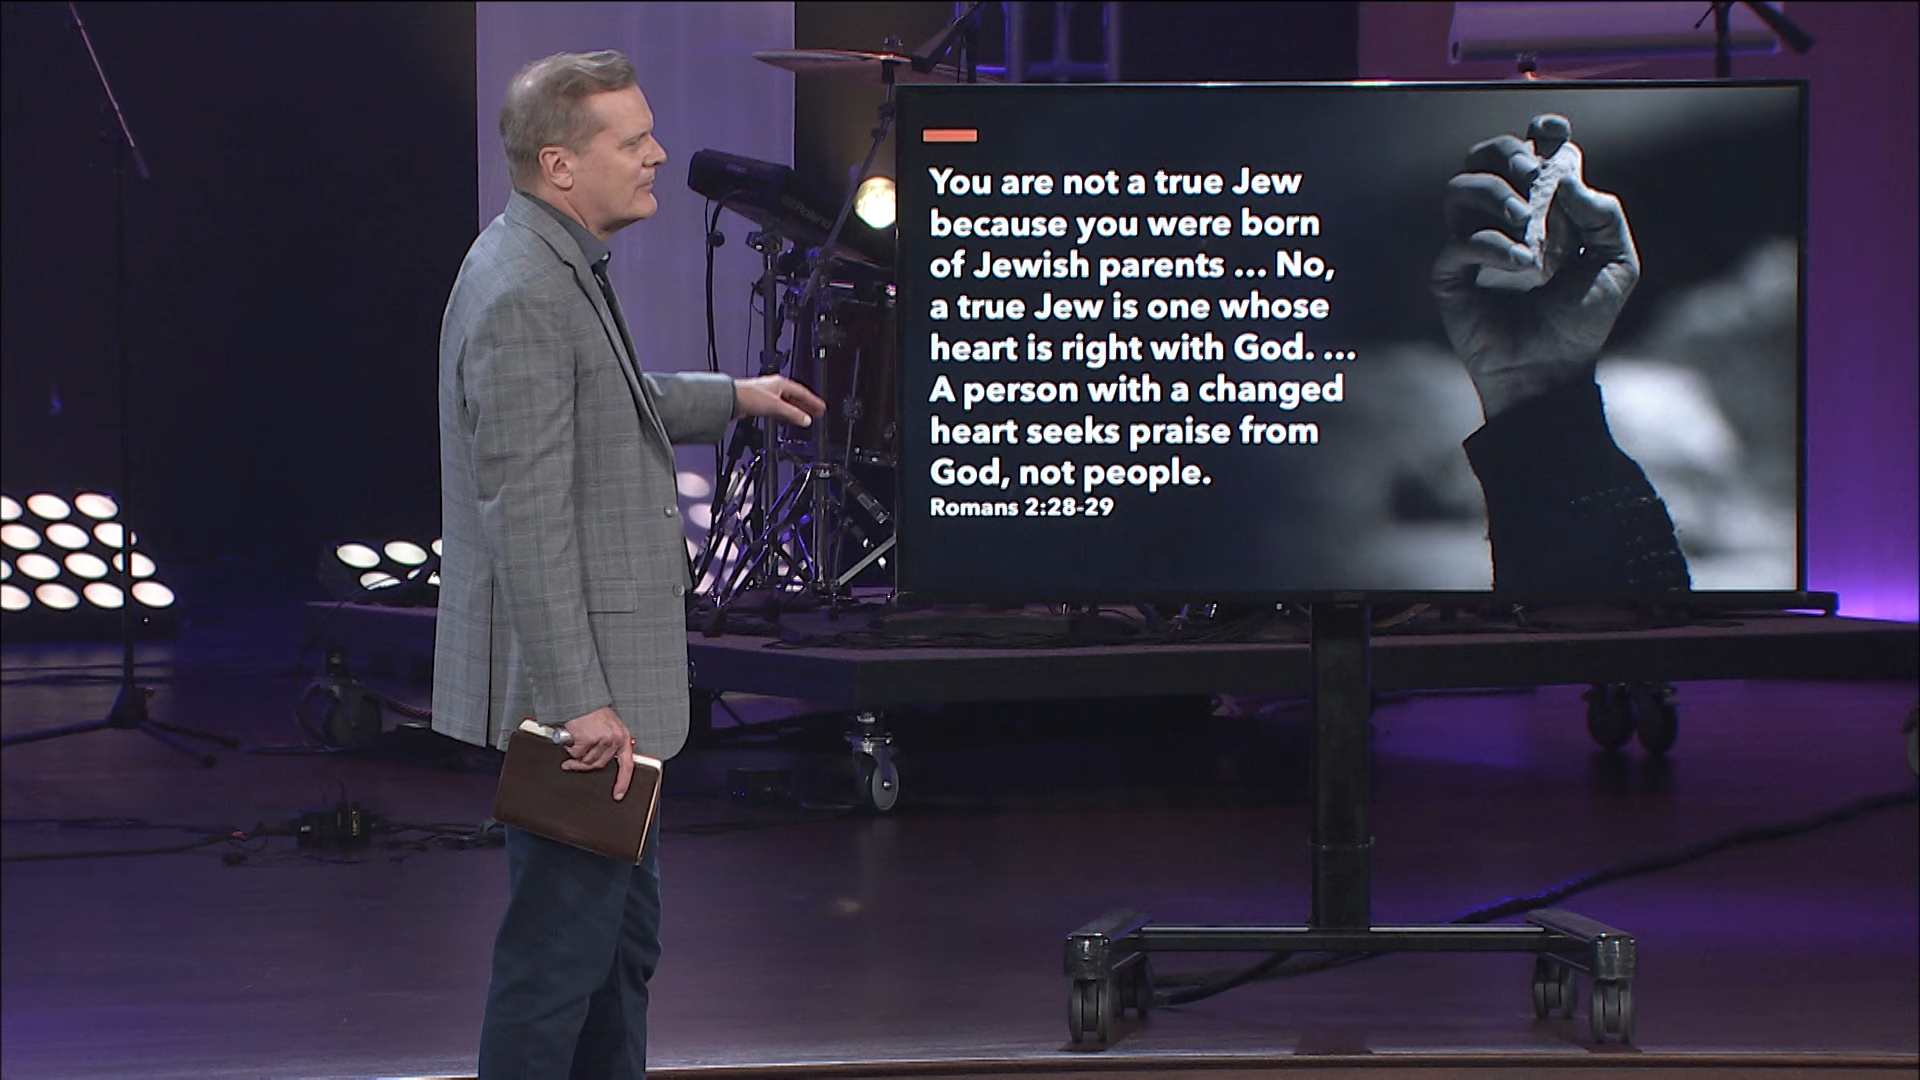 You are not a true Jew
because you were born
of Jewish parents ... No,
a true Jew is one whose
heart is right with God. ...
A person with a changed
heart seeks praise from
God, not people.
Romans 2:28-29
Roland